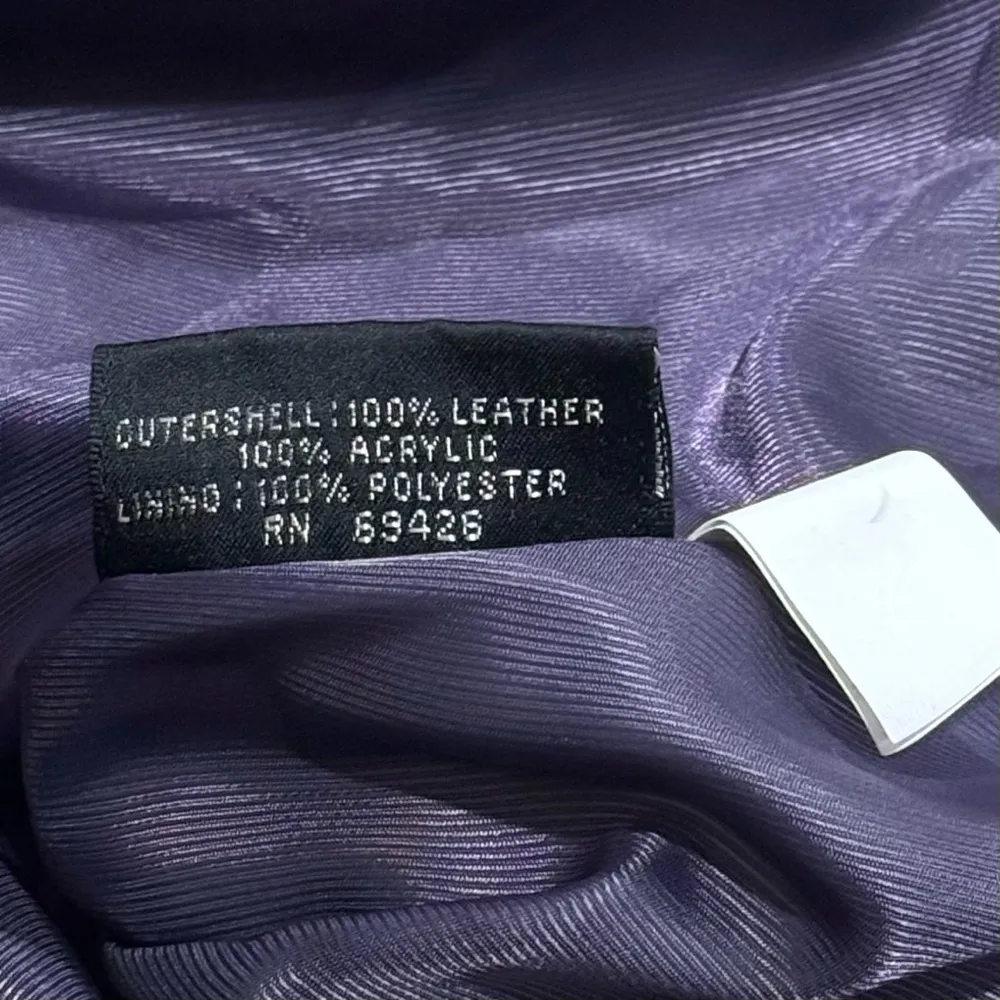 OUTERSHELL:100% LEATHER
100% ACRYLIC
LINING:100% POLYESTER
RN 69426